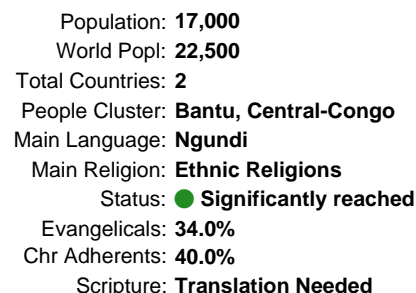 Population: 17,000
World Popl: 22,500
Total Countries: 2
People Cluster: Bantu, Central-Congo
Main Language: Ngundi
Main Religion: Ethnic Religions
Status: Significantly reached
Evangelicals: 34.0%
Chr Adherents: 40.0%
Scripture: Translation Needed